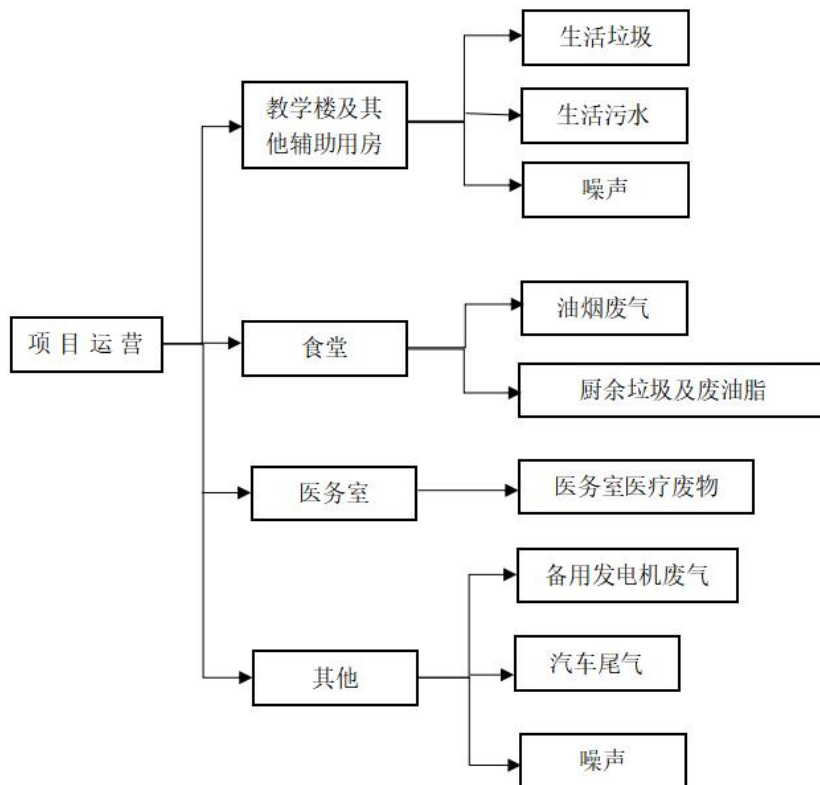 生活垃圾
教学楼及其
他辅助用房
生活污水
噪声
油烟废气
项目运营
食堂
厨余垃圾及废油脂
医务室
医务室医疗废物
备用发电机废气
其他
汽车尾气
噪声